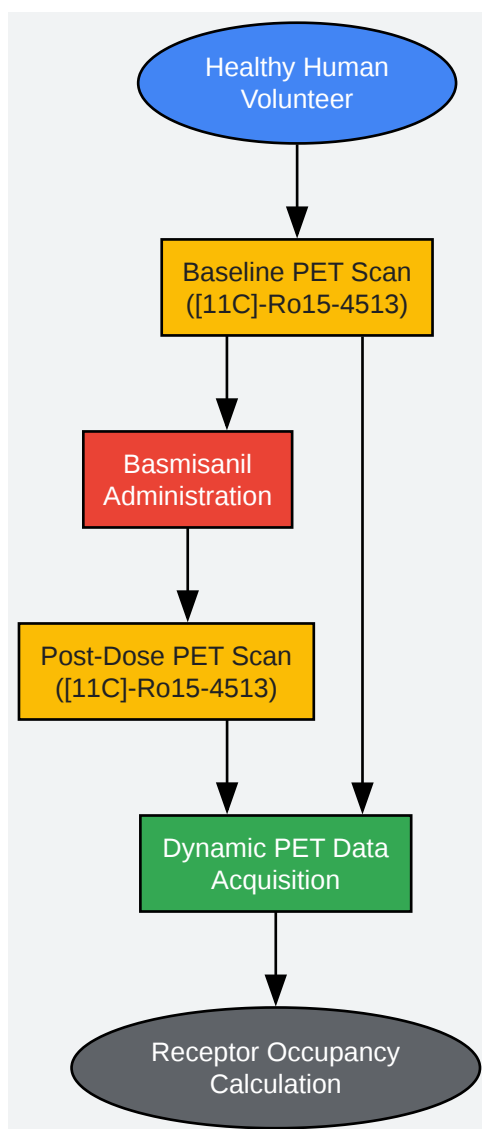 Healthy Human
Volunteer
Baseline PET Scan
([11C]-Ro15-4513)
Basmisanil
Administration
Post-Dose PET Scan
([11C]-Ro15-4513)
Dynamic PET Data
Acquisition
Receptor Occupancy
Calculation